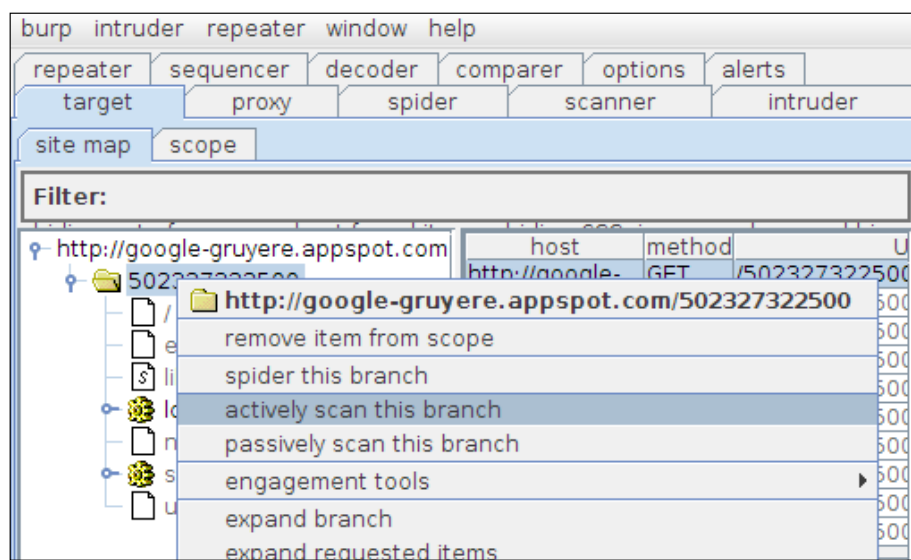 burp intruder repeater window help
repeater sequencer decoder comparer options alerts
target proxy spider scanner intruder
site map scope
Filter:
http://google-gruyere.appspot.com
host method U
502327322500
http://google- GET /502327322500
http://google-gruyere.appspot.com/502327322500
/
remove item from scope
e
spider this branch
li
actively scan this branch
lo
passively scan this branch
n
engagement tools
s
expand branch
u
expand requested items